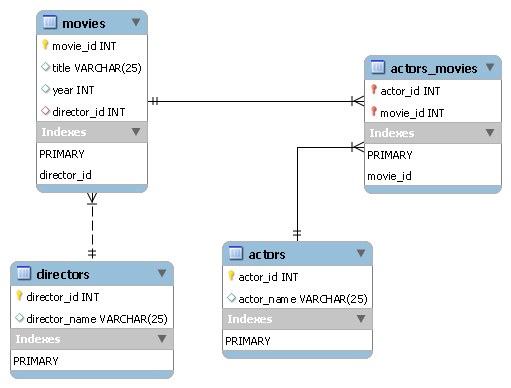 movies
movie_id INT
title VARCHAR(25)
year INT
director_id INT
Indexes
PRIMARY
director_id
actors_movies
actor_id INT
movie_id INT
Indexes
PRIMARY
movie_id
directors
director_id INT
director_name VARCHAR(25)
Indexes
PRIMARY
actors
actor_id INT
actor_name VARCHAR(25)
Indexes
PRIMARY